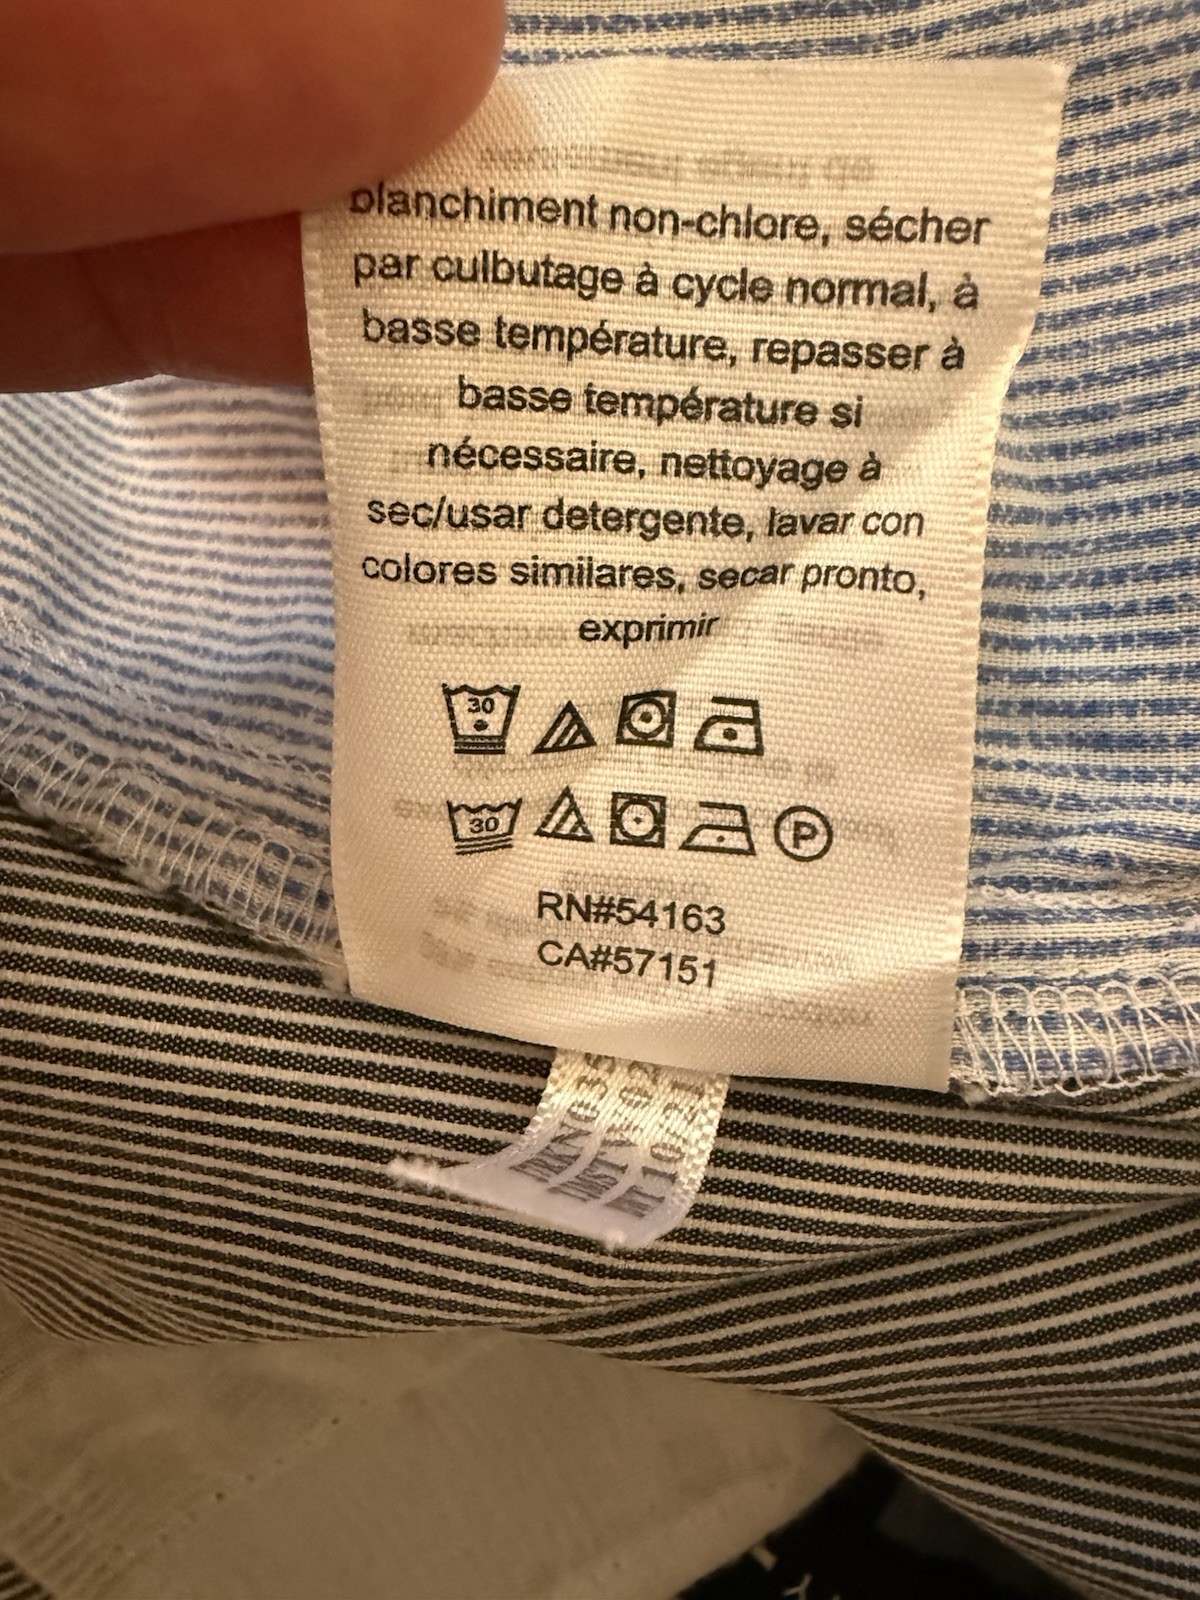 blanchiment non-chlore, sécher
par culbutage à cycle normal, à
basse température, repasser à
basse température si
nécessaire, nettoyage à
sec/usar detergente, lavar con
colores similares, secar pronto,
exprimir
30
30
P
RN#54163
CA#57151